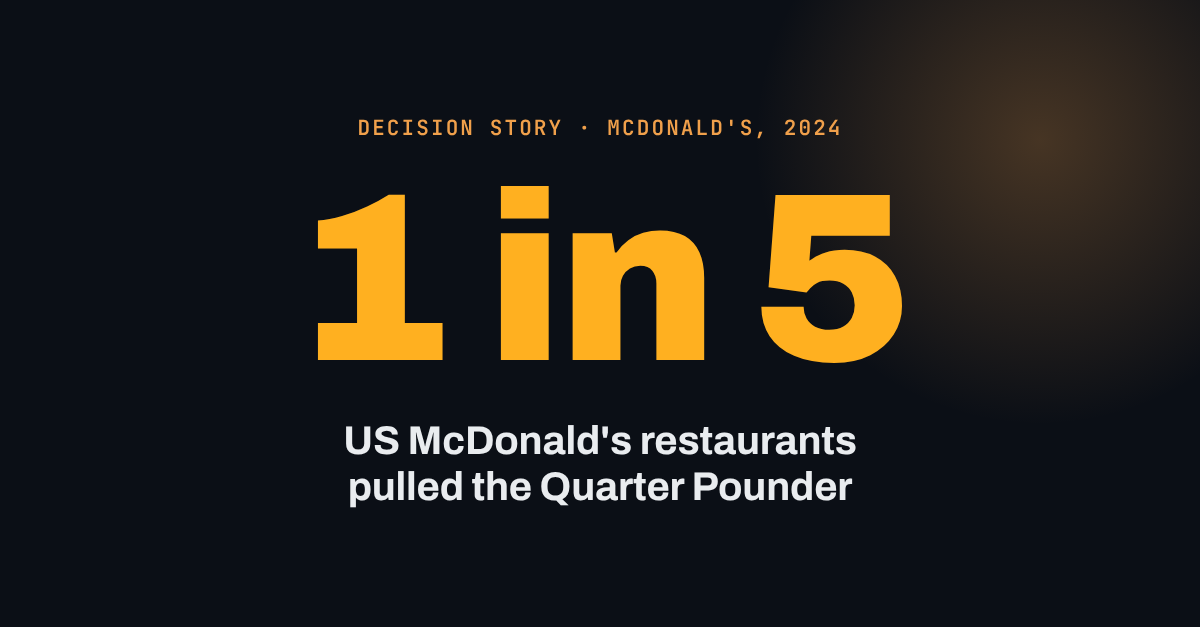 DECISION STORY · MCDONALD'S, 2024
1 in 5
US McDonald's restaurants
pulled the Quarter Pounder